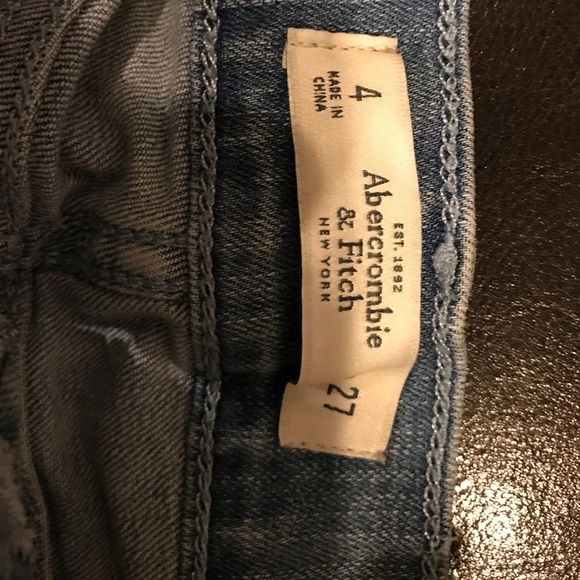 4
MADE IN
CHINA
EST. 1892
Abercrombie
& Fitch
NEW YORK
27